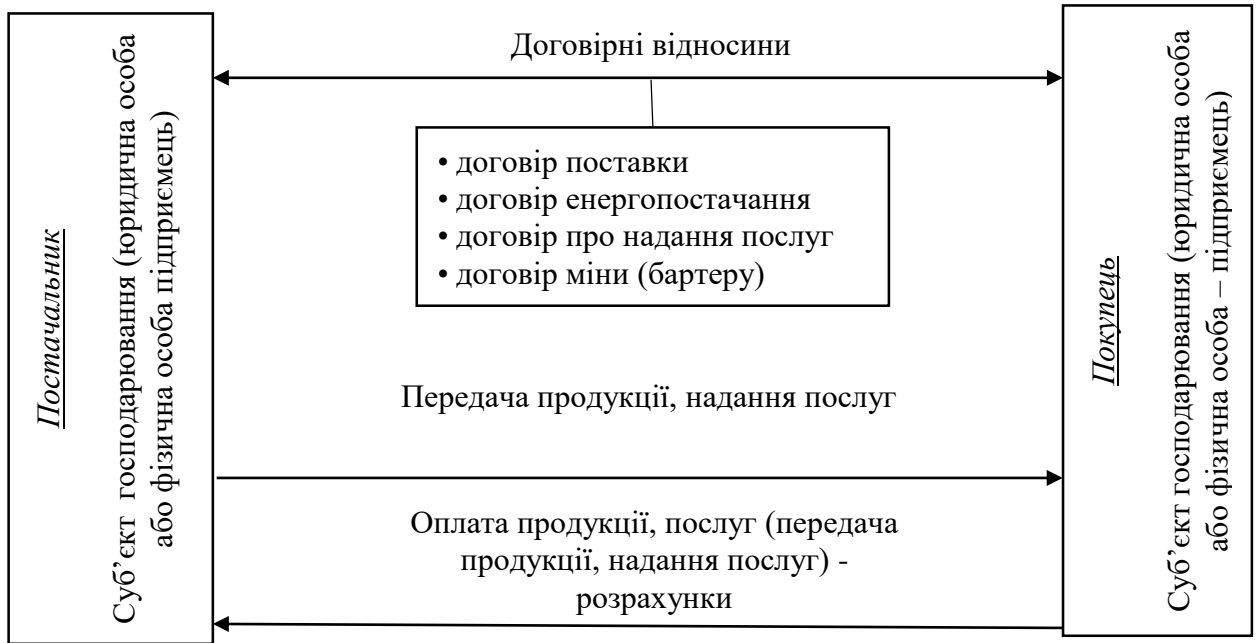 Постачальник
Суб’єкт господарювання (юридична особа
або фізична особа підприємець)
Договірні відносини
• договір поставки
• договір енергопостачання
• договір про надання послуг
• договір міни (бартеру)
Передача продукції, надання послуг
Оплата продукції, послуг (передача
продукції, надання послуг) -
розрахунки
Покупець
Суб’єкт господарювання (юридична особа
або фізична особа – підприємець)